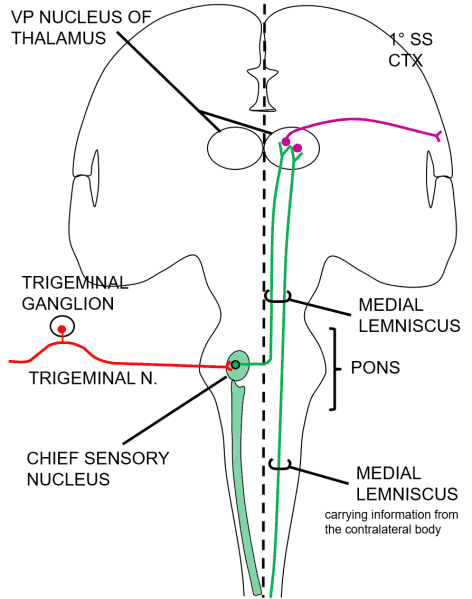 VP NUCLEUS OF
THALAMUS
1° SS
CTX
TRIGEMINAL
GANGLION
TRIGEMINAL N.
MEDIAL
LEMNISCUS
PONS
CHIEF SENSORY
NUCLEUS
MEDIAL
LEMNISCUS
carrying information from
the contralateral body